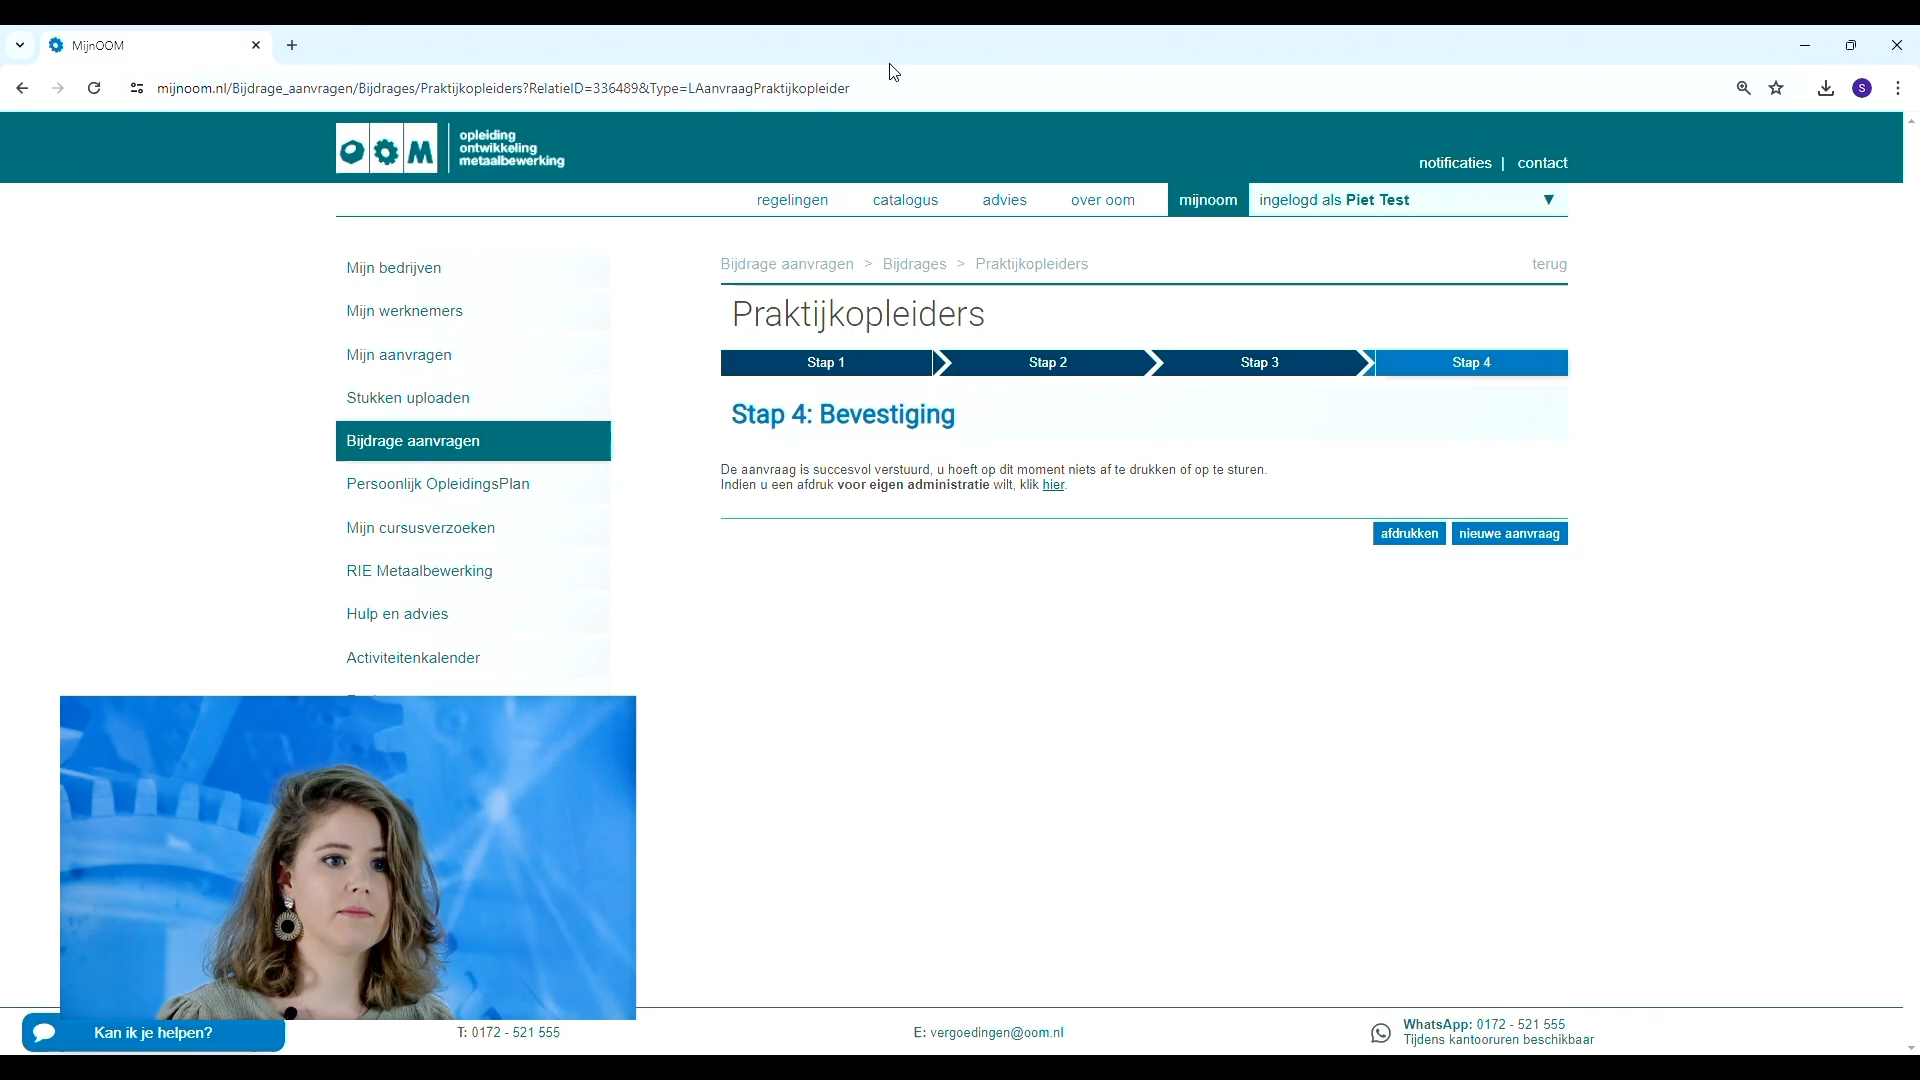 MijnOOM
mijnoom.nl/Bijdrage_aanvragen/Bijdrages/Praktijkopleiders?RelatieID=336489&Type=LAanvraagPraktijkopleider
S
OOM
opleiding
ontwikkeling
metaalbewerking
notificaties | contact
regelingen catalogus advies over oom mijnoom ingelogd als Piet Test
Mijn bedrijven
Mijn werknemers
Mijn aanvragen
Stukken uploaden
Bijdrage aanvragen
Persoonlijk OpleidingsPlan
Mijn cursusverzoeken
RIE Metaalbewerking
Hulp en advies
Activiteitenkalender
Bijdrage aanvragen > Bijdrages > Praktijkopleiders terug
Praktijkopleiders
Stap 1 Stap 2 Stap 3 Stap 4
Stap 4: Bevestiging
De aanvraag is succesvol verstuurd, u hoeft op dit moment niets af te drukken of op te sturen.
Indien u een afdruk voor eigen administratie wilt, klik hier.
afdrukken nieuwe aanvraag
Kan ik je helpen?
T: 0172 - 521 555
E: vergoedingen@oom.nl
WhatsApp: 0172 - 521 555
Tijdens kantooruren beschikbaar